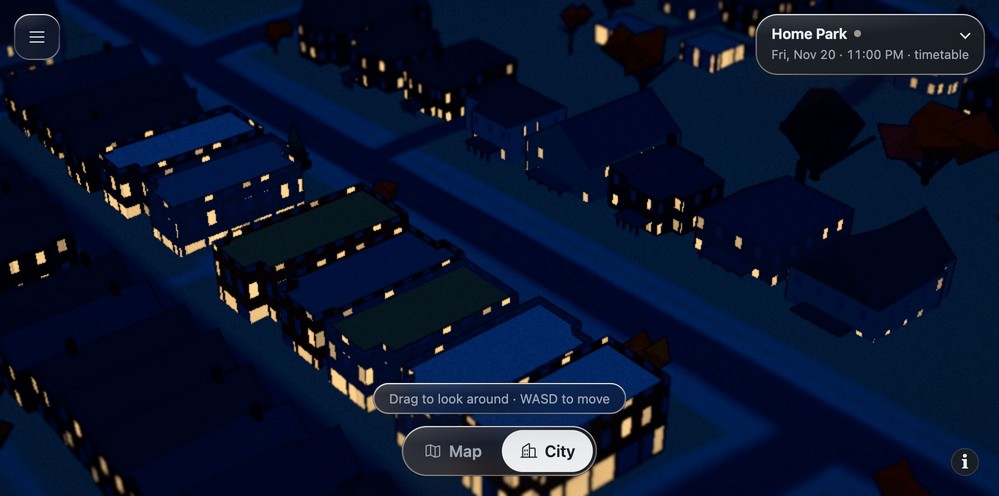 Home Park
Fri, Nov 20 · 11:00 PM · timetable
Drag to look around · WASD to move
Map
City
i